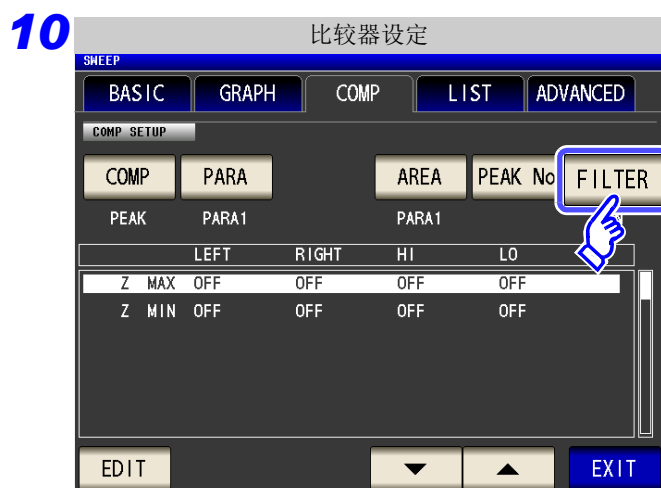 10
比较器设定
SWEEP
BASIC GRAPH COMP LIST ADVANCED
COMP SETUP
COMP PARA AREA PEAK No FILTER
PEAK PARA1 PARA1
LEFT RIGHT HI LO
Z MAX OFF OFF OFF OFF
Z MIN OFF OFF OFF OFF
EDIT ▼ ▲ EXIT